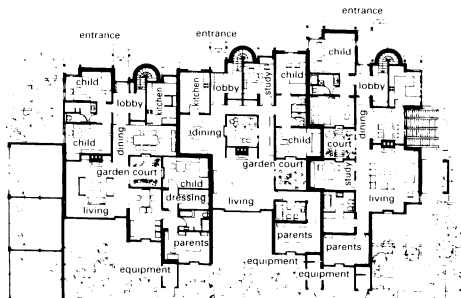 entrance
entrance
entrance
child
lobby
kitchen
kitchen
lobby
study
child
child
lobby
child
dining
dining
child
court
dining
garden court
garden court
study
child
dressing
living
living
living
parents
parents
parents
equipment
equipment
equipment